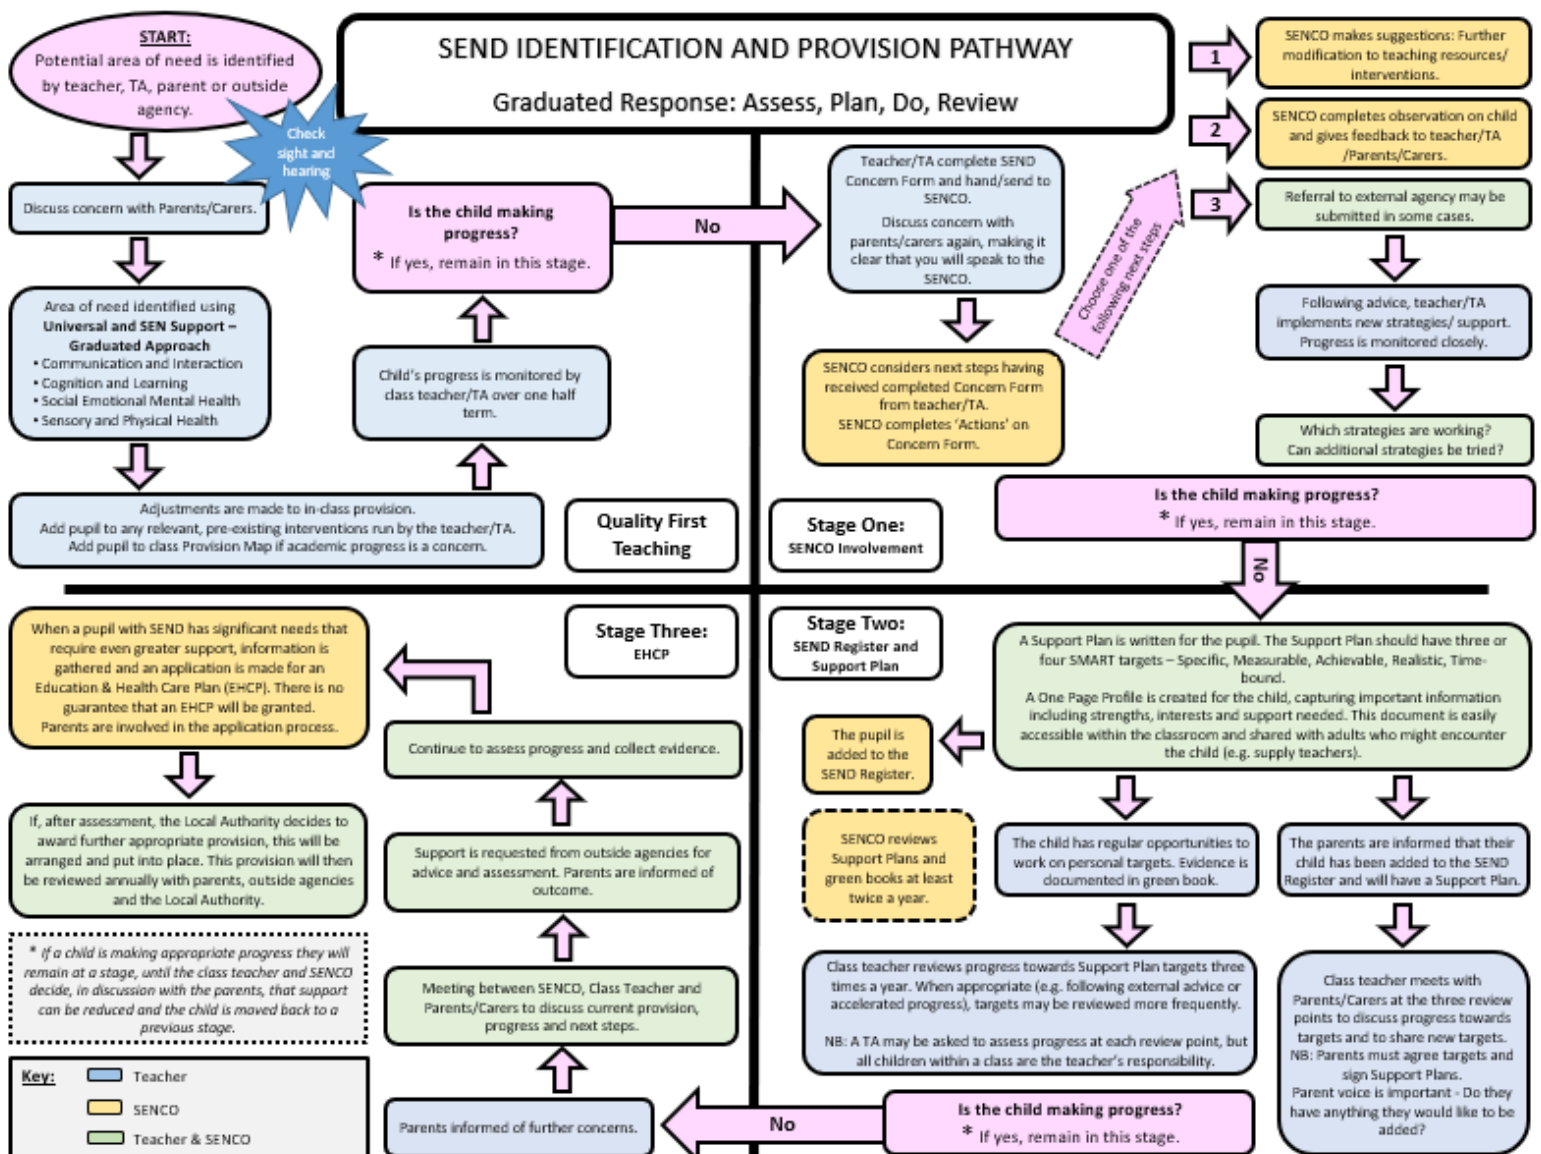 SEND IDENTIFICATION AND PROVISION PATHWAY
Graduated Response: Assess, Plan, Do, Review
START:
Potential area of need is identified
by teacher, TA, parent or outside
agency.
Check
sight and
hearing
Discuss concern with Parents/Carers.
Area of need identified using
Universal and SEN Support –
Graduated Approach
• Communication and Interaction
• Cognition and Learning
• Social Emotional Mental Health
• Sensory and Physical Health
Adjustments are made to in-class provision.
Add pupil to any relevant, pre-existing interventions run by the teacher/TA.
Add pupil to class Provision Map if academic progress is a concern.
Child's progress is monitored by
class teacher/TA over one half
term.
Is the child making
progress?
* If yes, remain in this stage.
No
Quality First
Teaching
Teacher/TA complete SEND
Concern Form and hand/send to
SENCO.
Discuss concern with
parents/carers again, making it
clear that you will speak to the
SENCO.
SENCO considers next steps having
received completed Concern Form
from teacher/TA.
SENCO completes 'Actions' on
Concern Form.
Choose one of the
following next steps
1
SENCO makes suggestions: Further
modification to teaching resources/
interventions.
2
SENCO completes observation on child
and gives feedback to teacher/TA
/Parents/Carers.
3
Referral to external agency may be
submitted in some cases.
Following advice, teacher/TA
implements new strategies/ support.
Progress is monitored closely.
Which strategies are working?
Can additional strategies be tried?
Is the child making progress?
* If yes, remain in this stage.
Stage One:
SENCO Involvement
No
Stage Two:
SEND Register and
Support Plan
A Support Plan is written for the pupil. The Support Plan should have three or
four SMART targets – Specific, Measurable, Achievable, Realistic, Time-
bound.
A One Page Profile is created for the child, capturing important information
including strengths, interests and support needed. This document is easily
accessible within the classroom and shared with adults who might encounter
the child (e.g. supply teachers).
The pupil is
added to the
SEND Register.
SENCO reviews
Support Plans and
green books at least
twice a year.
The child has regular opportunities to
work on personal targets. Evidence is
documented in green book.
The parents are informed that their
child has been added to the SEND
Register and will have a Support Plan.
Class teacher reviews progress towards Support Plan targets three
times a year. When appropriate (e.g. following external advice or
accelerated progress), targets may be reviewed more frequently.
NB: A TA may be asked to assess progress at each review point, but
all children within a class are the teacher's responsibility.
Class teacher meets with
Parents/Carers at the three review
points to discuss progress towards
targets and to share new targets.
NB: Parents must agree targets and
sign Support Plans.
Parent voice is important - Do they
have anything they would like to be
added?
Is the child making progress?
* If yes, remain in this stage.
No
Stage Three:
EHCP
Parents informed of further concerns.
Meeting between SENCO, Class Teacher and
Parents/Carers to discuss current provision,
progress and next steps.
Support is requested from outside agencies for
advice and assessment. Parents are informed of
outcome.
Continue to assess progress and collect evidence.
When a pupil with SEND has significant needs that
require even greater support, information is
gathered and an application is made for an
Education & Health Care Plan (EHCP). There is no
guarantee that an EHCP will be granted.
Parents are involved in the application process.
If, after assessment, the Local Authority decides to
award further appropriate provision, this will be
arranged and put into place. This provision will then
be reviewed annually with parents, outside agencies
and the Local Authority.
* If a child is making appropriate progress they will
remain at a stage, until the class teacher and SENCO
decide, in discussion with the parents, that support
can be reduced and the child is moved back to a
previous stage.
Key:
Teacher
SENCO
Teacher & SENCO